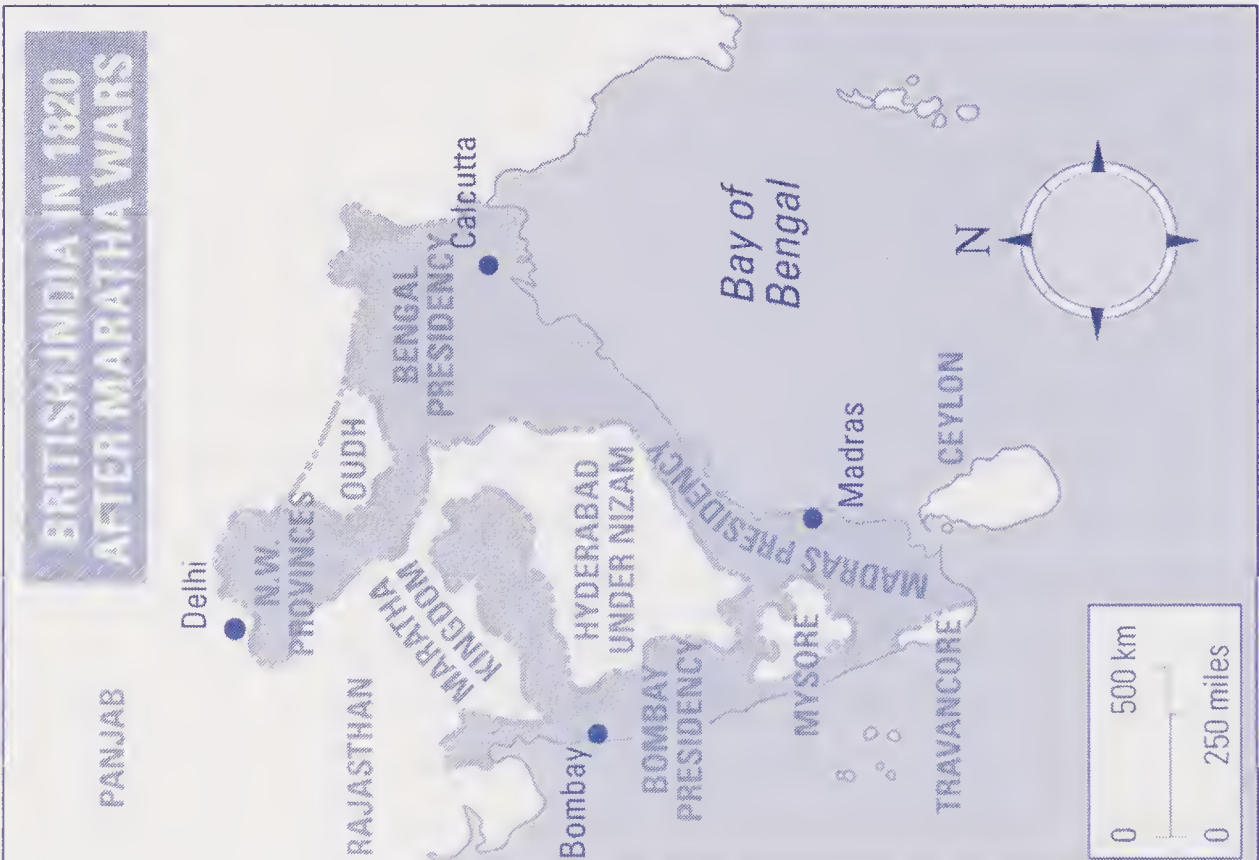 BRITISH INDIA IN 1820
AFTER MARATHA WARS
PANJAB
Delhi
N.W.
PROVINCES
OUDH
RAJASTHAN
MARATHA
KINGDOM
BENGAL
PRESIDENCY
Calcutta
HYDERABAD
UNDER NIZAM
Bombay
BOMBAY
PRESIDENCY
MADRAS PRESIDENCY
Bay of
Bengal
MYSORE
Madras
TRAVANCORE
CEYLON
N
0 500 km
0 250 miles